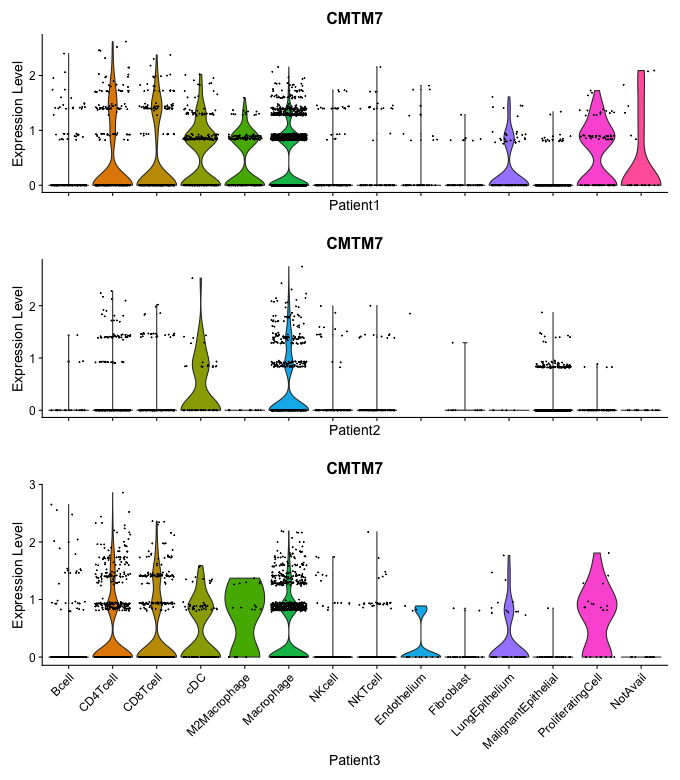 CMTM7
Expression Level
2
1
0
Patient1
CMTM7
Expression Level
2
1
0
Patient2
CMTM7
Expression Level
3
2
1
0
Bcell
CD4Tcell
CD8Tcell
cDC
M2Macrophage
Macrophage
NKcell
NKTcell
Endothelium
Fibroblast
LungEpithelium
MalignantEpithelial
ProliferatingCell
NotAvail
Patient3